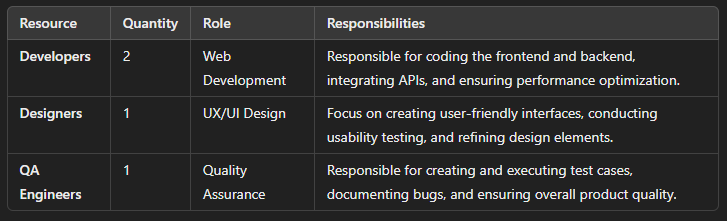 Resource Quantity Role Responsibilities
Developers 2 Web Development Responsible for coding the frontend and backend, integrating APIs, and ensuring performance optimization.
Designers 1 UX/UI Design Focus on creating user-friendly interfaces, conducting usability testing, and refining design elements.
QA Engineers 1 Quality Assurance Responsible for creating and executing test cases, documenting bugs, and ensuring overall product quality.